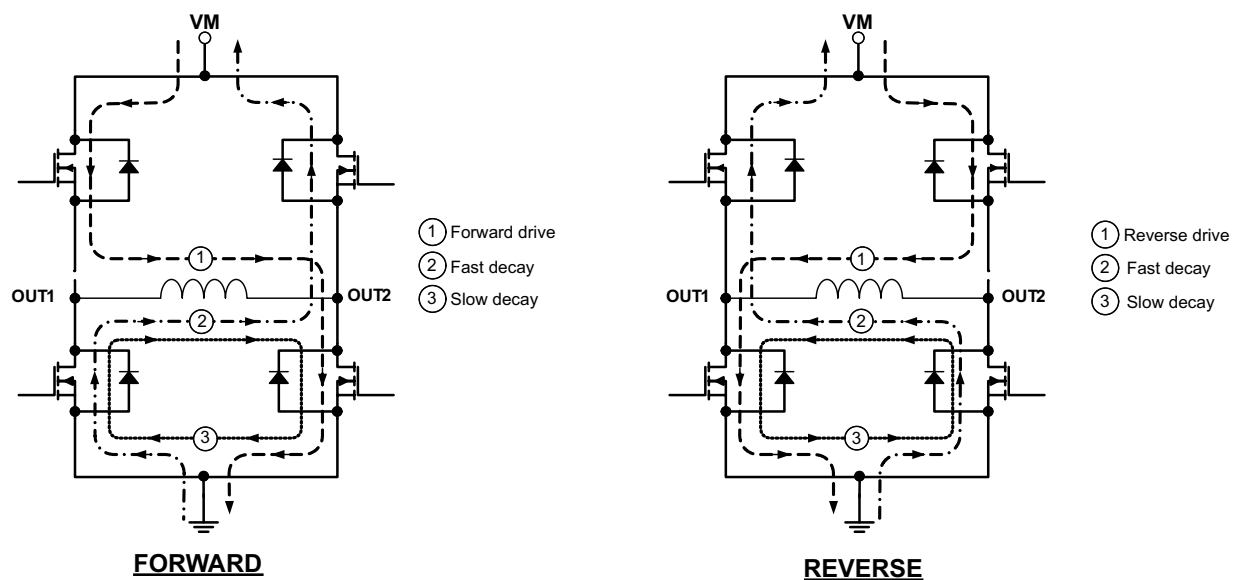 VM
1
1 Forward drive
2 Fast decay
3 Slow decay
OUT1
OUT2
2
3
FORWARD
VM
1
1 Reverse drive
2 Fast decay
3 Slow decay
OUT1
OUT2
2
3
REVERSE